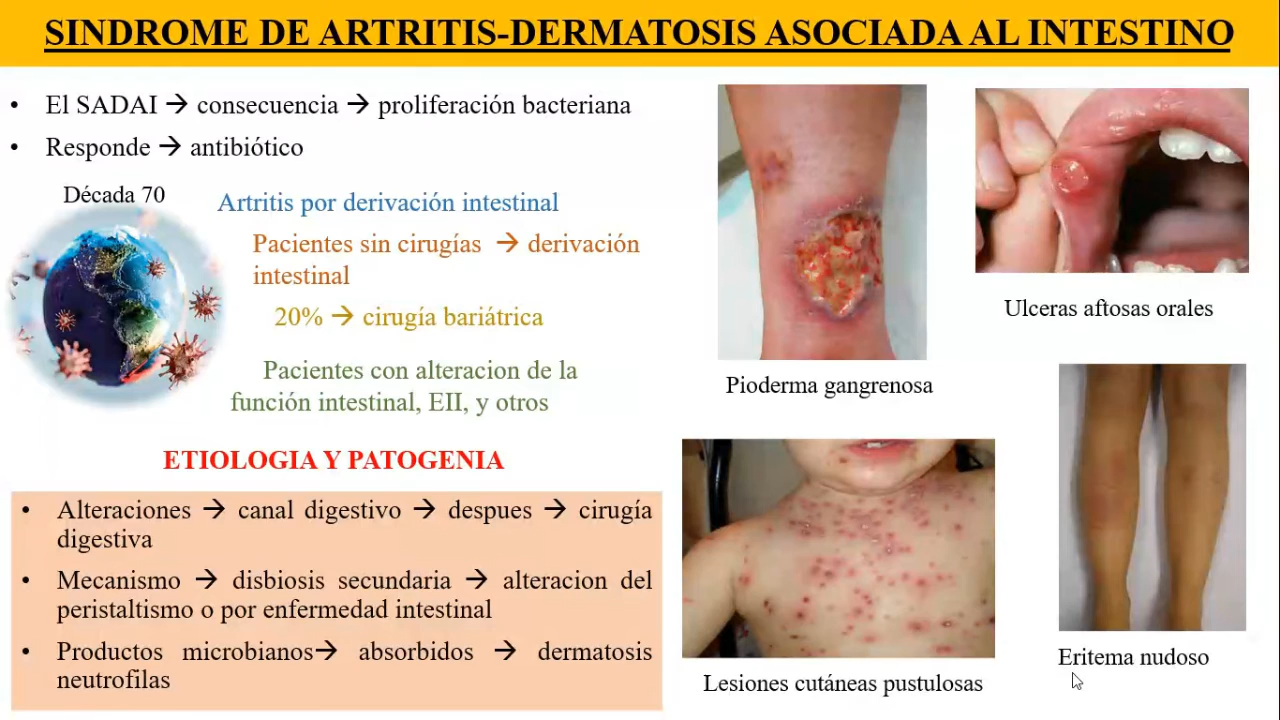 SINDROME DE ARTRITIS-DERMATOSIS ASOCIADA AL INTESTINO
• El SADAI → consecuencia → proliferación bacteriana
• Responde → antibiótico
Década 70
Artritis por derivación intestinal
Pacientes sin cirugías → derivación
intestinal
20% → cirugía bariátrica
Pacientes con alteracion de la
función intestinal, EII, y otros
ETIOLOGIA Y PATOGENIA
• Alteraciones → canal digestivo → despues → cirugía
digestiva
• Mecanismo → disbiosis secundaria → alteracion del
peristaltismo o por enfermedad intestinal
• Productos microbianos→ absorbidos → dermatosis
neutrofilas
Pioderma gangrenosa
Ulceras aftosas orales
Lesiones cutáneas pustulosas
Eritema nudoso